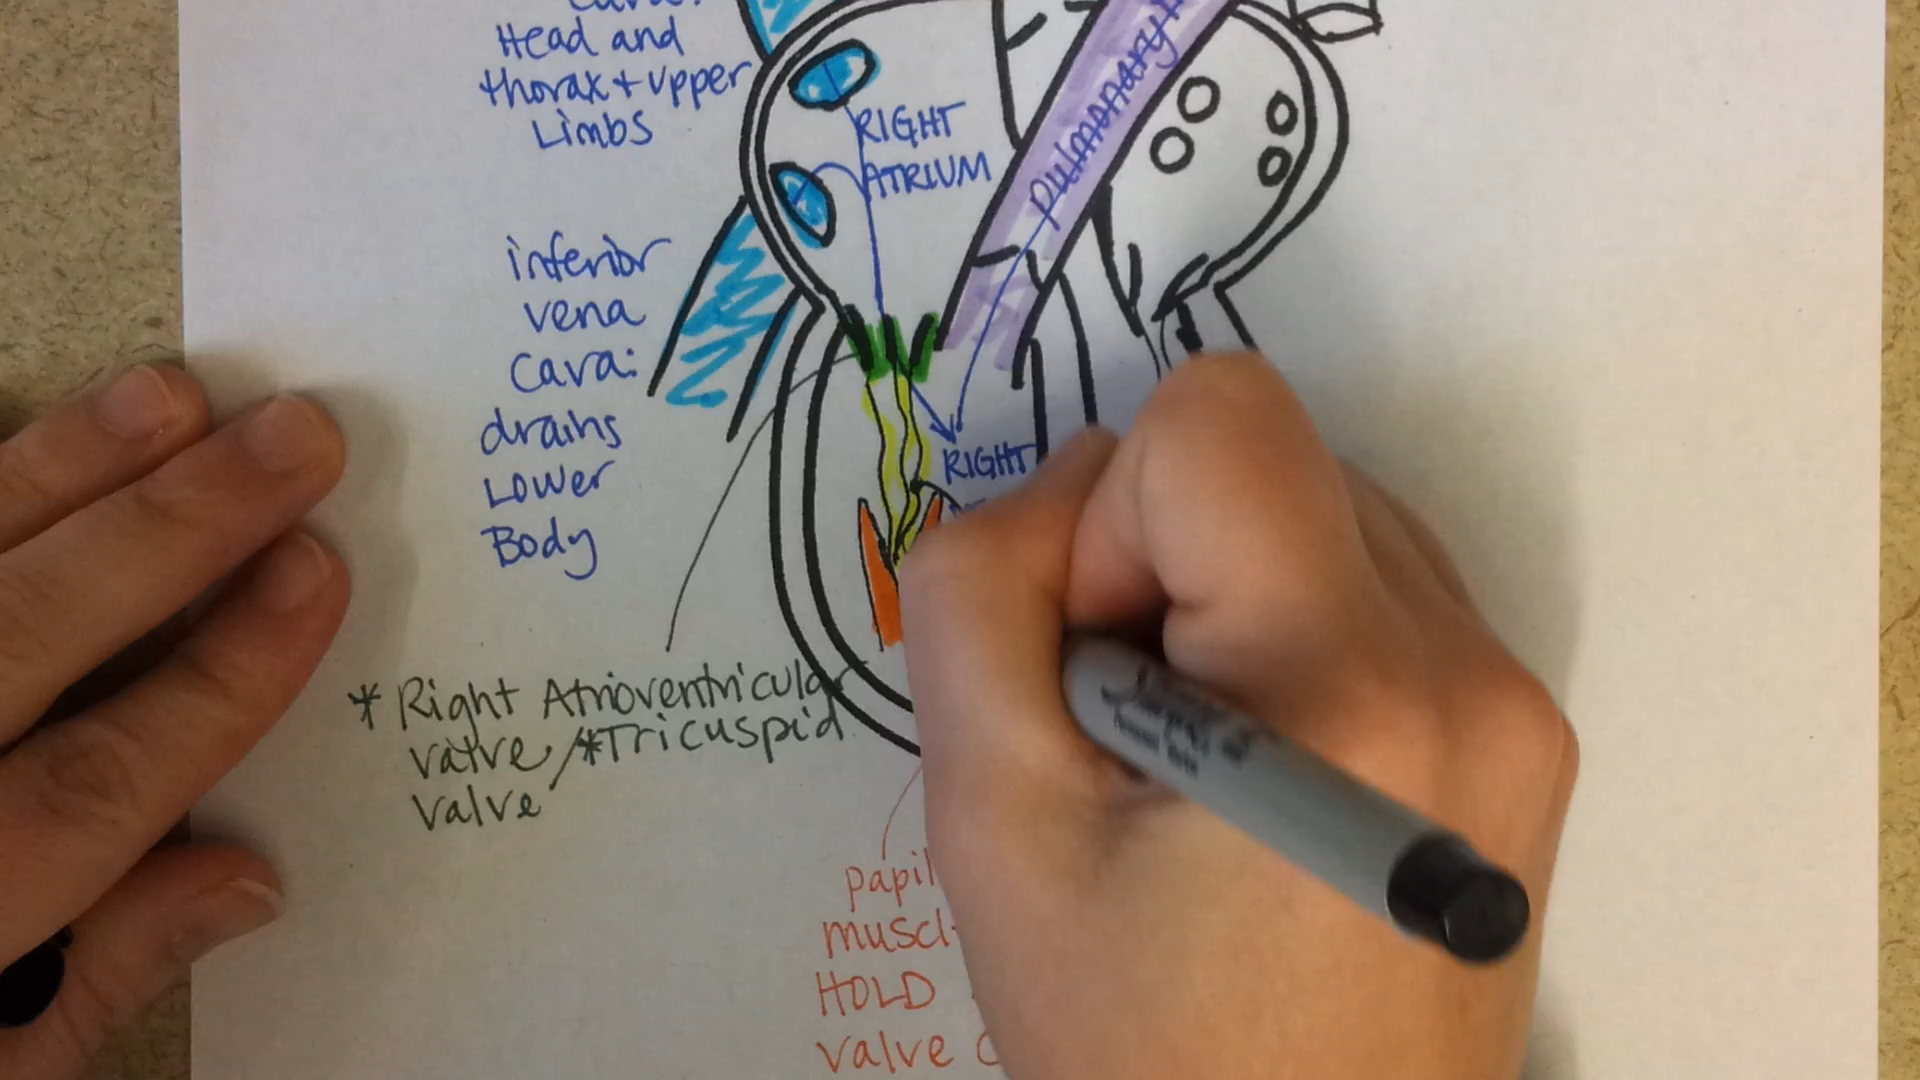 Head and
thorax + upper
Limbs
RIGHT
ATRIUM
pulmonary
inferior
vena
cava:
drains
Lower
Body
RIGHT
* Right Atrioventricular
valve / *Tricuspid
valve
papil
muscl
HOLD
valve